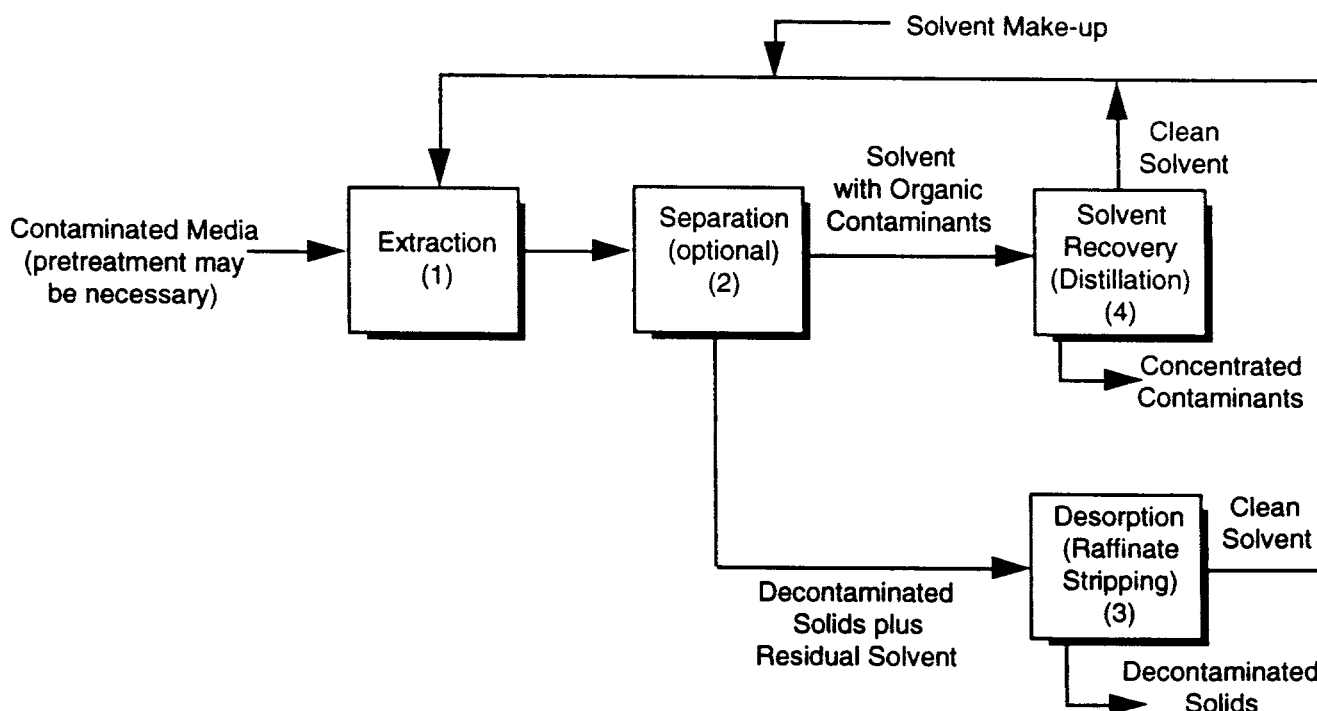 Solvent Make-up
Clean
Solvent
Solvent
with Organic
Contaminants
Contaminated Media
(pretreatment may
be necessary)
Extraction
(1)
Separation
(optional)
(2)
Solvent
Recovery
(Distillation)
(4)
Concentrated
Contaminants
Desorption
(Raffinate
Stripping)
(3)
Clean
Solvent
Decontaminated
Solids plus
Residual Solvent
Decontaminated
Solids